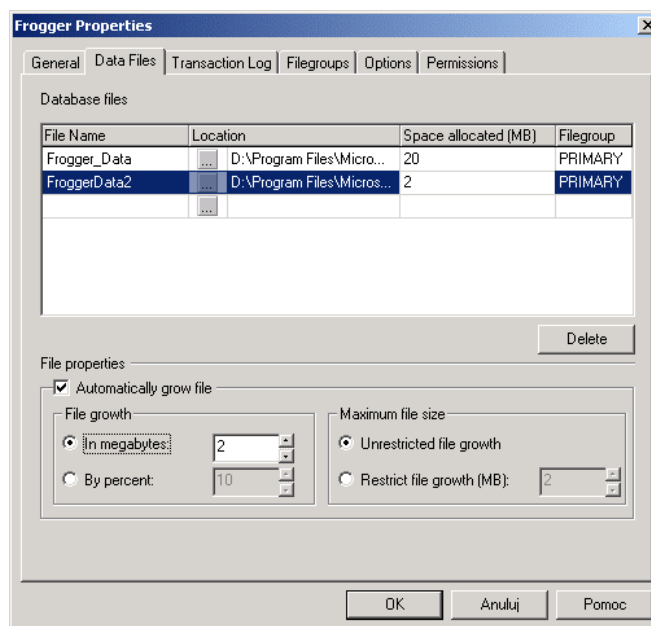 Frogger Properties
General Data Files Transaction Log Filegroups Options Permissions
Database files
File Name Location Space allocated (MB) Filegroup
Frogger_Data ... D:\Program Files\Micro... 20 PRIMARY
FroggerData2 ... D:\Program Files\Micros... 2 PRIMARY
...
Delete
File properties
Automatically grow file
File growth Maximum file size
In megabytes: 2 Unrestricted file growth
By percent: 10 Restrict file growth (MB): 2
OK Anuluj Pomoc